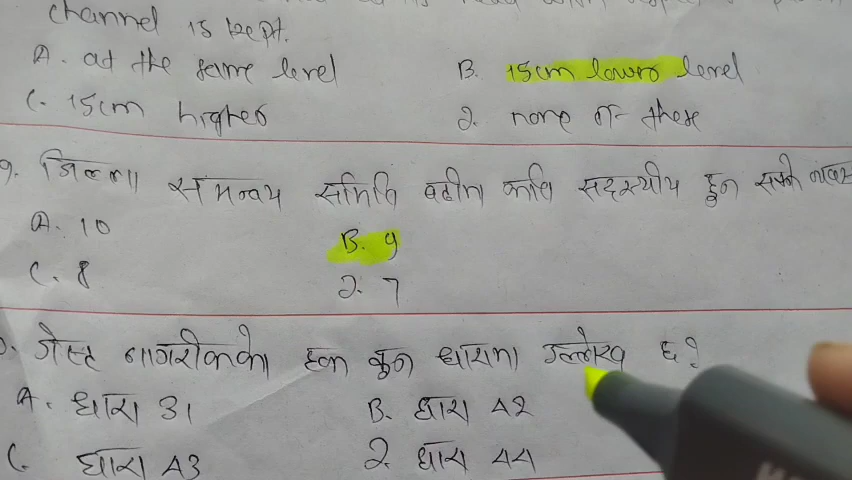 channel is kept.
A. at the same level B. 15cm lower level
C. 15cm higher D. none of these
9. जिल्ला समन्वय समिति बढीमा कति सदस्यीय हुन सक्ने
A. 10 B. 9
C. 8 D. 7
जेष्ट नागरीकको हक कुन धारामा उल्लेख छ?
A. धारा 31 B. धारा 42
C. धारा 43 D. धारा 44